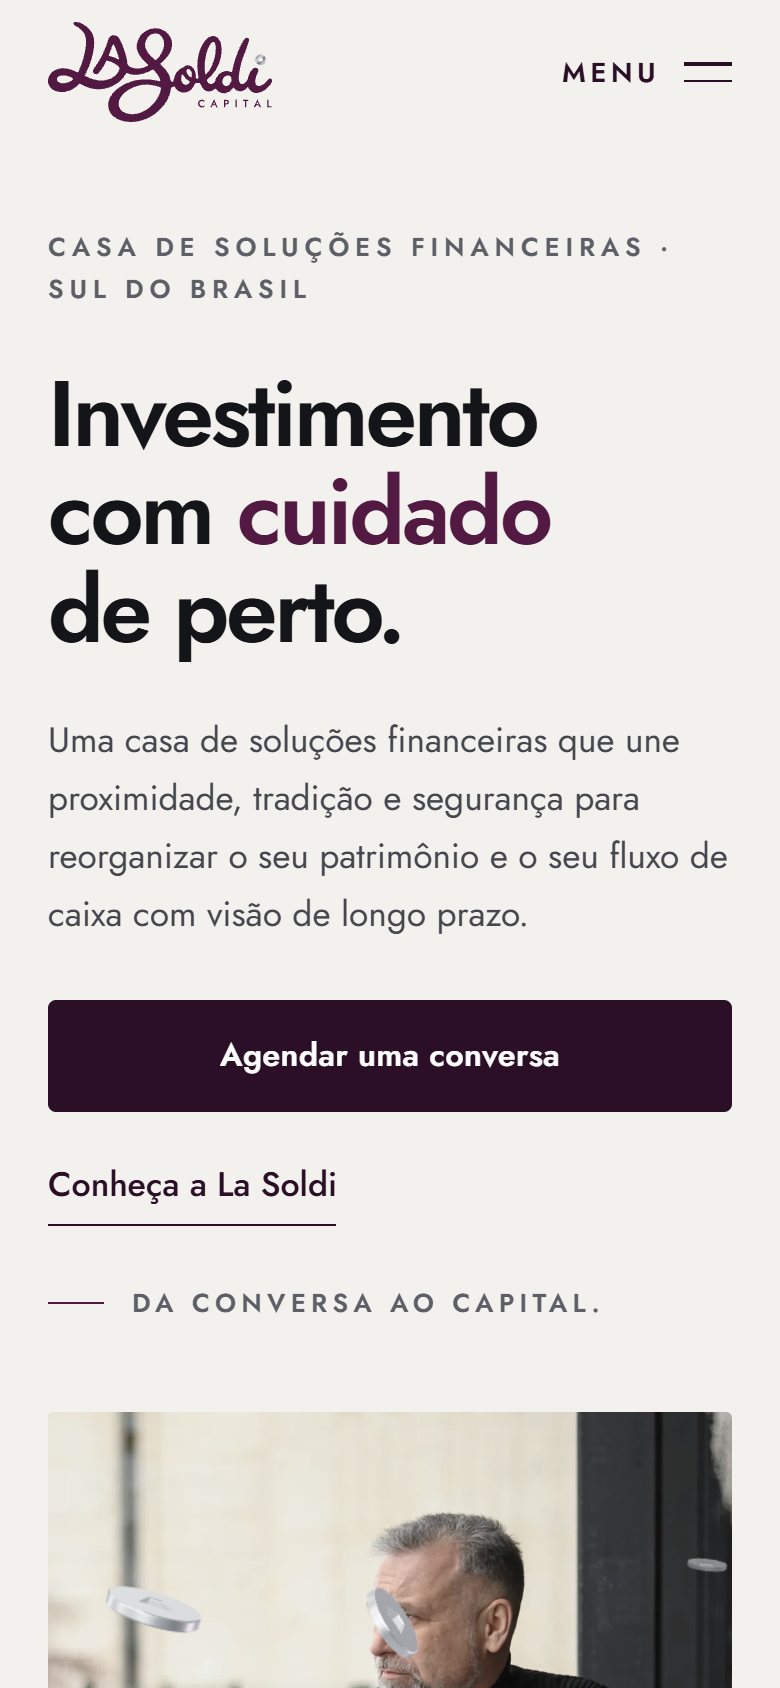 LA Soldi
CAPITAL
MENU
CASA DE SOLUÇÕES FINANCEIRAS ·
SUL DO BRASIL
Investimento
com cuidado
de perto.
Uma casa de soluções financeiras que une
proximidade, tradição e segurança para
reorganizar o seu patrimônio e o seu fluxo de
caixa com visão de longo prazo.
Agendar uma conversa
Conheça a La Soldi
DA CONVERSA AO CAPITAL.